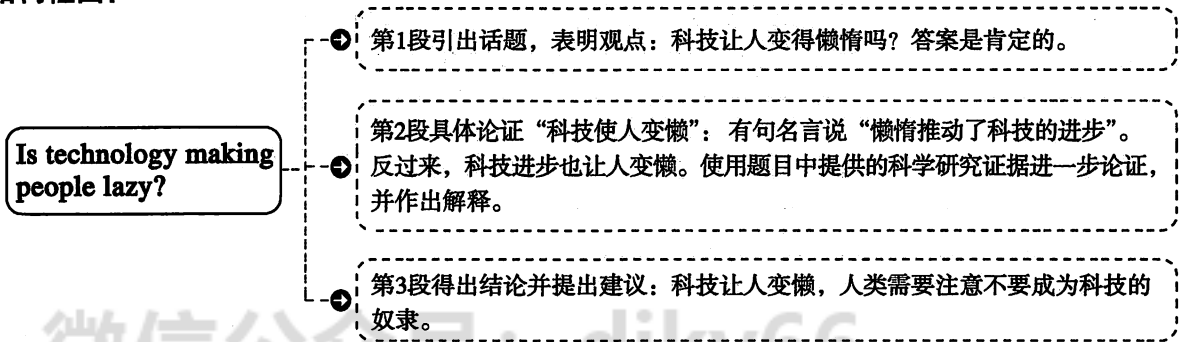 第1段引出话题,表明观点:科技让人变得懒惰吗?答案是肯定的。
Is technology making
people lazy?
第2段具体论证“科技使人变懒”:有句名言说“懒惰推动了科技的进步”。
反过来,科技进步也让人变懒。使用题目中提供的科学研究证据进一步论证,
并作出解释。
第3段得出结论并提出建议:科技让人变懒,人类需要注意不要成为科技的
奴隶。